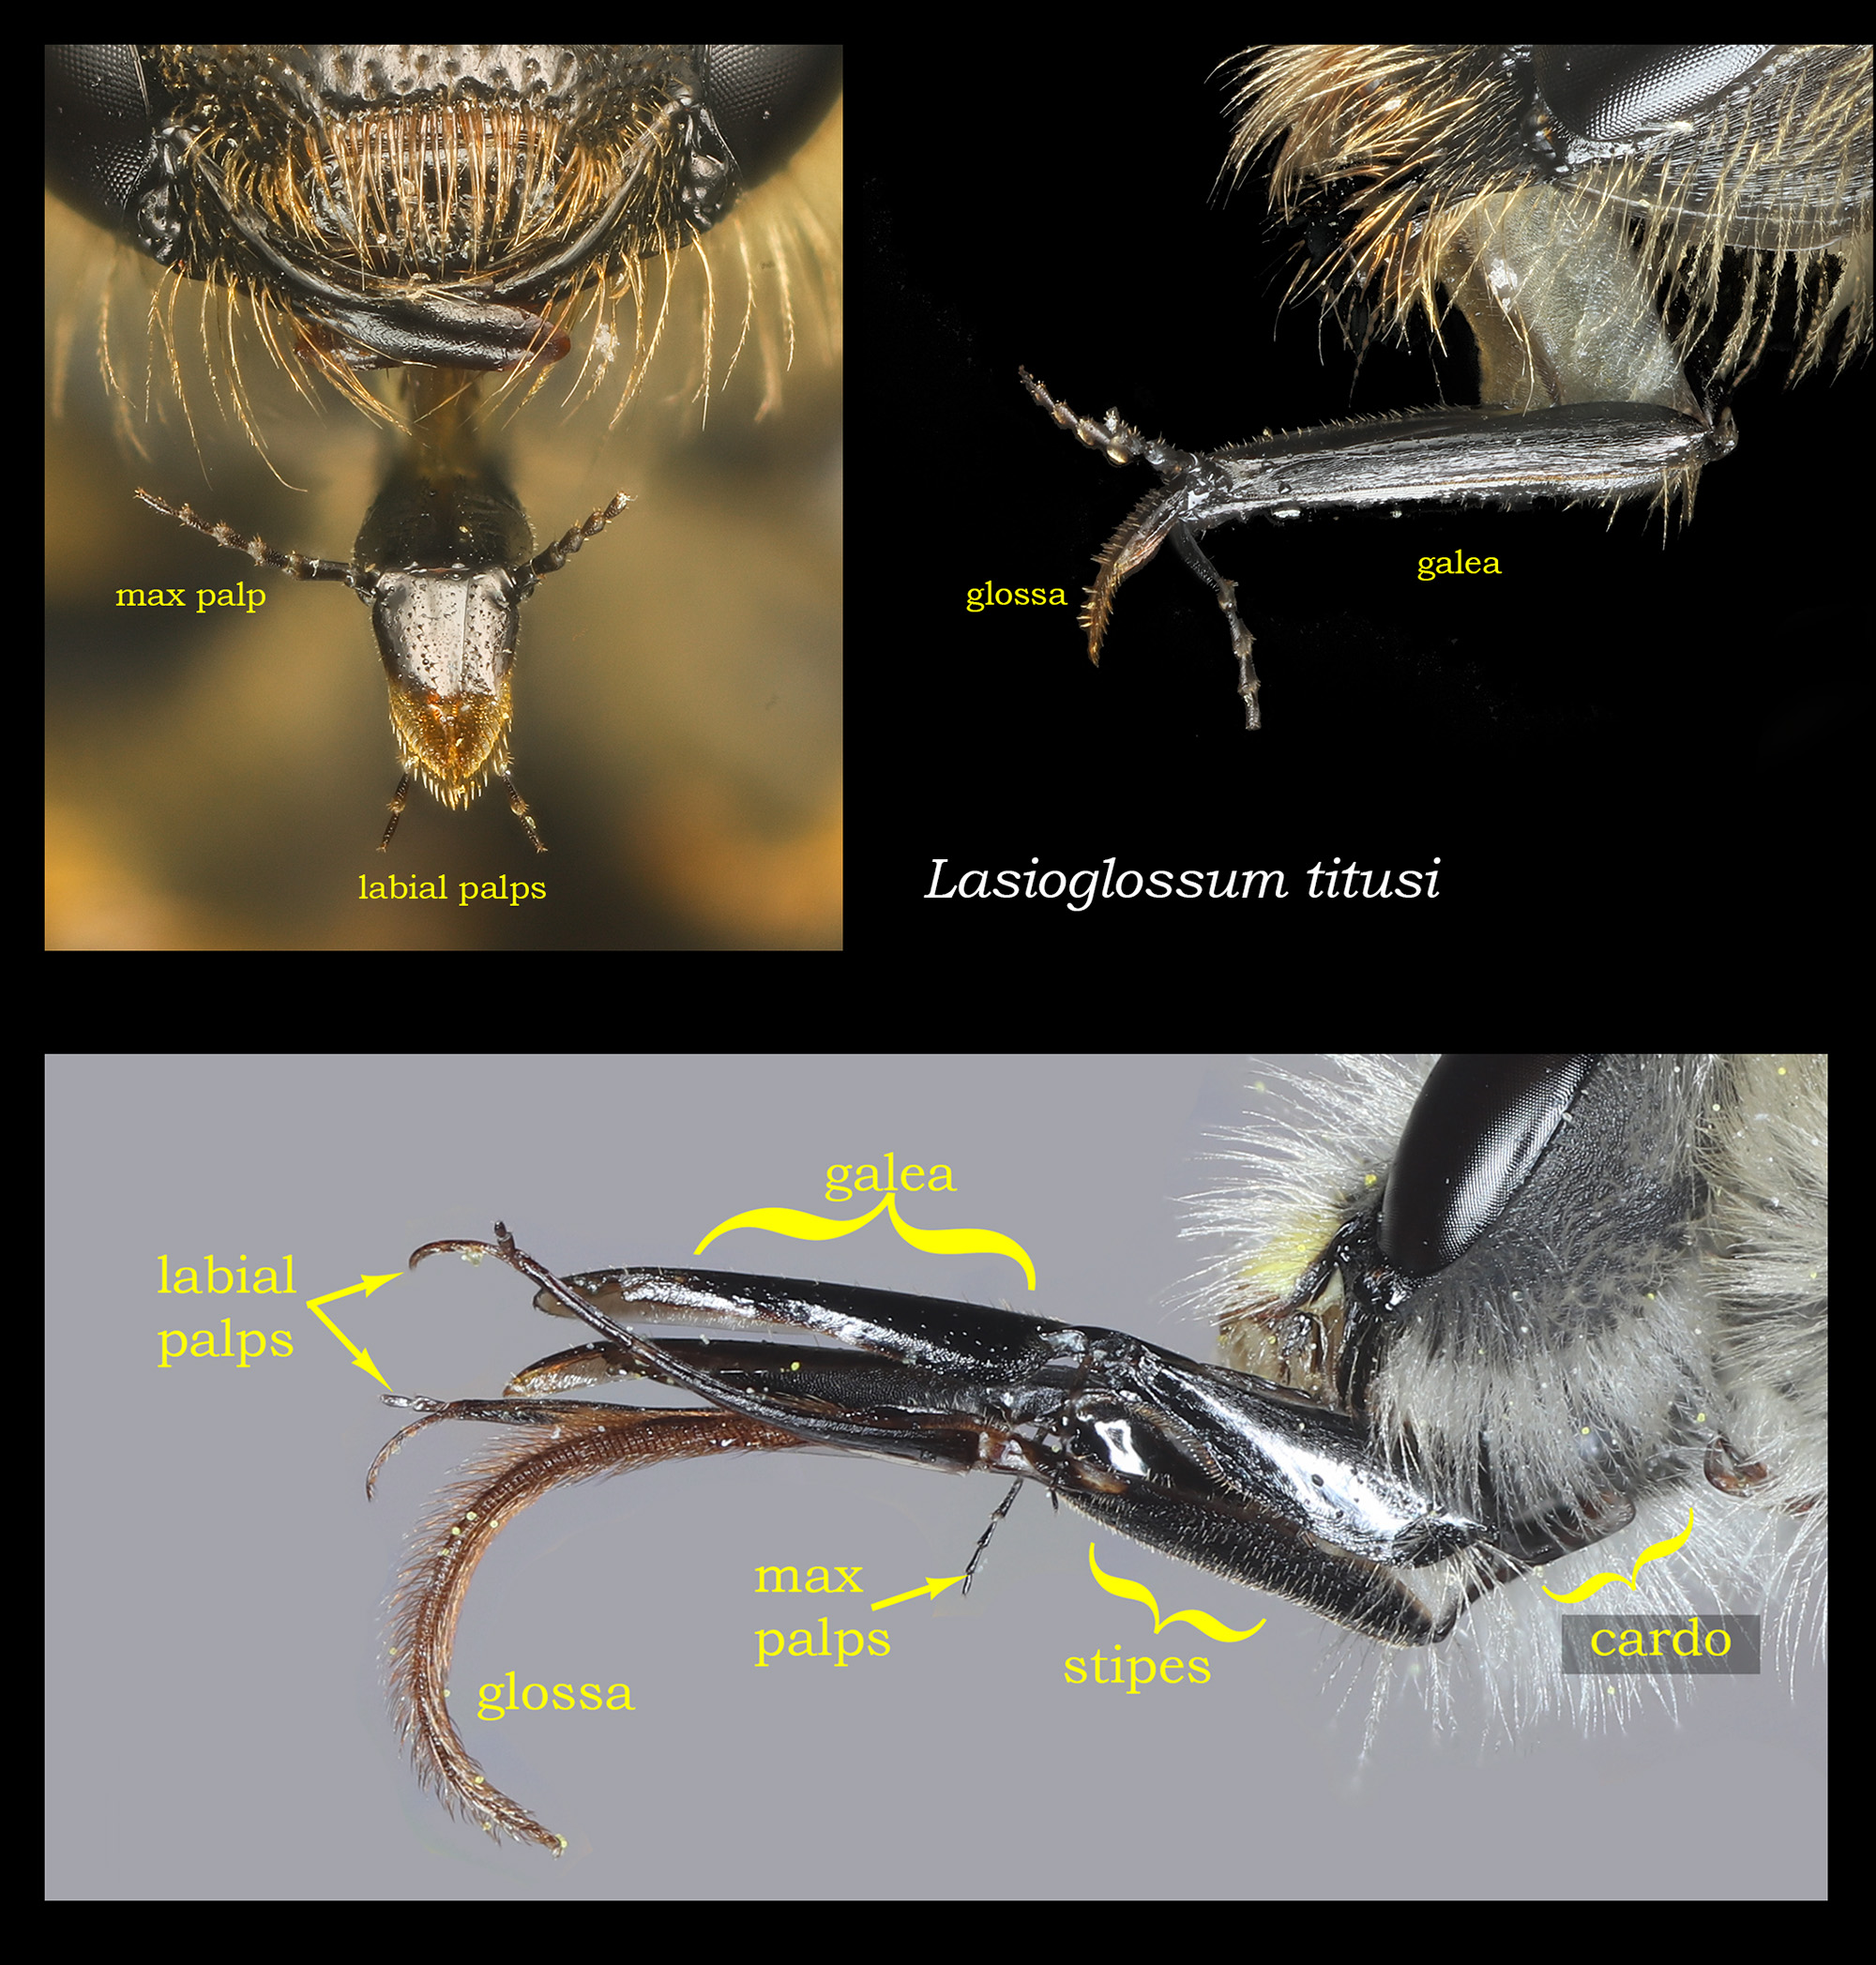 max palp
labial palps
glossa
galea
Lasioglossum titusi
galea
labial
palps
max
palps
stipes
cardo
glossa